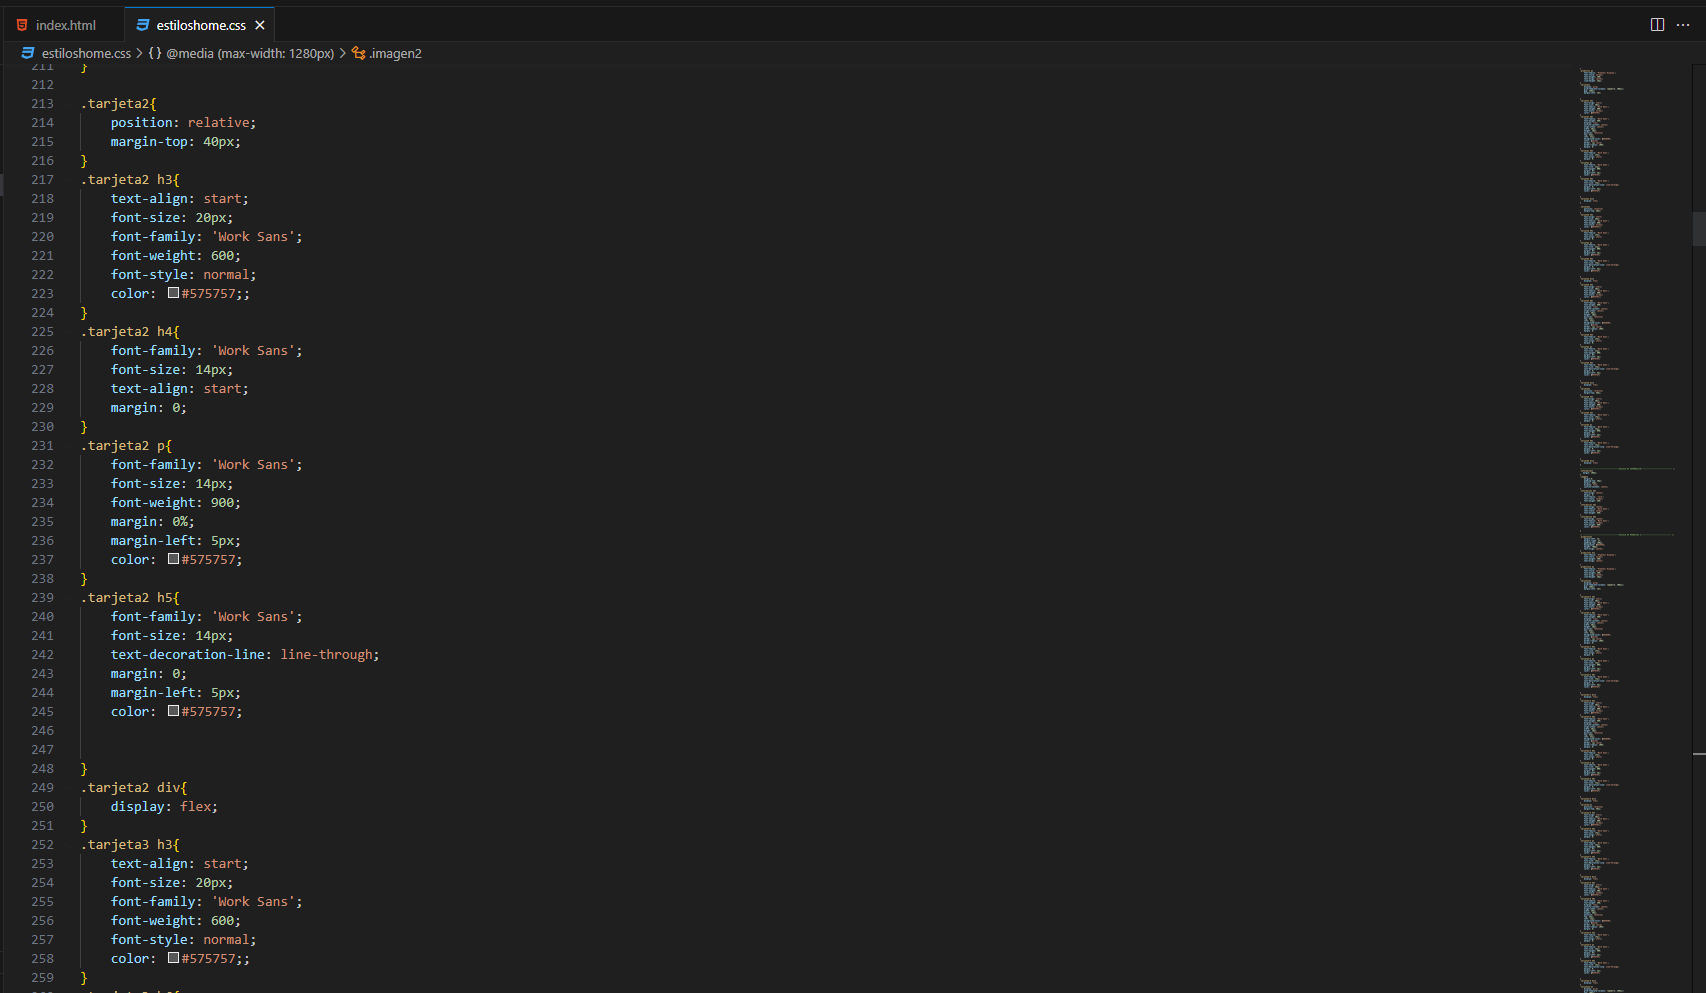 index.html
estiloshome.css
estiloshome.css > {} @media (max-width: 1280px) > .imagen2
211 }
212
213 .tarjeta2{
214 position: relative;
215 margin-top: 40px;
216 }
217 .tarjeta2 h3{
218 text-align: start;
219 font-size: 20px;
220 font-family: 'Work Sans';
221 font-weight: 600;
222 font-style: normal;
223 color: #575757;;
224 }
225 .tarjeta2 h4{
226 font-family: 'Work Sans';
227 font-size: 14px;
228 text-align: start;
229 margin: 0;
230 }
231 .tarjeta2 p{
232 font-family: 'Work Sans';
233 font-size: 14px;
234 font-weight: 900;
235 margin: 0%;
236 margin-left: 5px;
237 color: #575757;
238 }
239 .tarjeta2 h5{
240 font-family: 'Work Sans';
241 font-size: 14px;
242 text-decoration-line: line-through;
243 margin: 0;
244 margin-left: 5px;
245 color: #575757;
246
247
248 }
249 .tarjeta2 div{
250 display: flex;
251 }
252 .tarjeta3 h3{
253 text-align: start;
254 font-size: 20px;
255 font-family: 'Work Sans';
256 font-weight: 600;
257 font-style: normal;
258 color: #575757;;
259 }